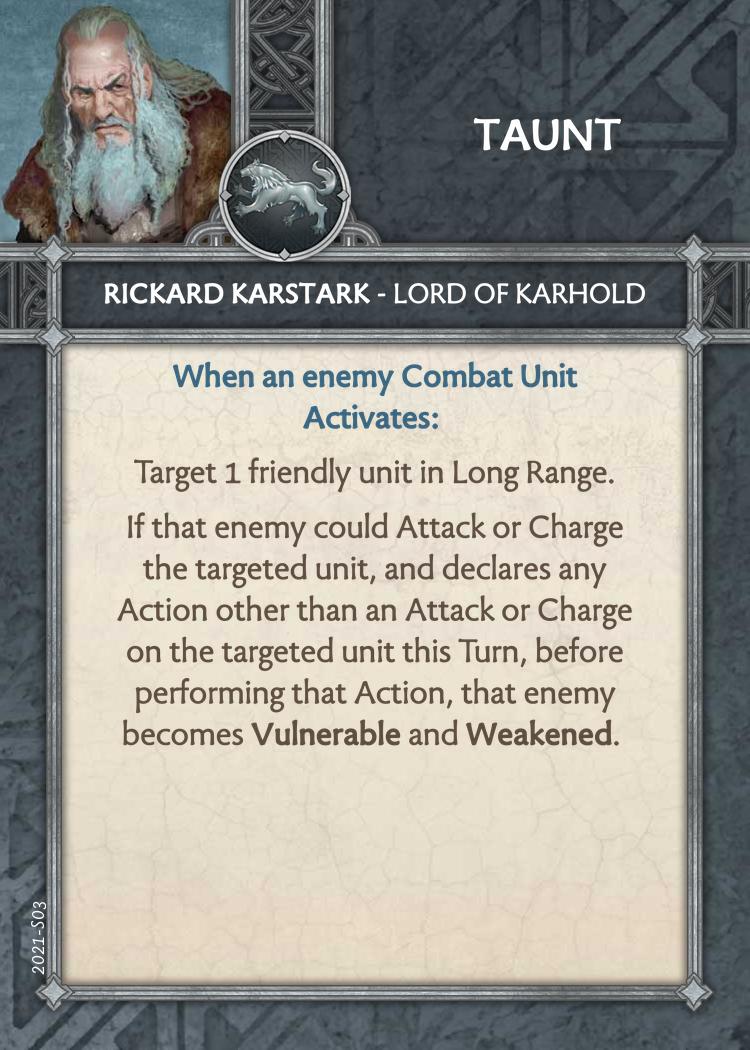 TAUNT
RICKARD KARSTARK - LORD OF KARHOLD
When an enemy Combat Unit
Activates:
Target 1 friendly unit in Long Range.
If that enemy could Attack or Charge
the targeted unit, and declares any
Action other than an Attack or Charge
on the targeted unit this Turn, before
performing that Action, that enemy
becomes Vulnerable and Weakened.
2021-S03